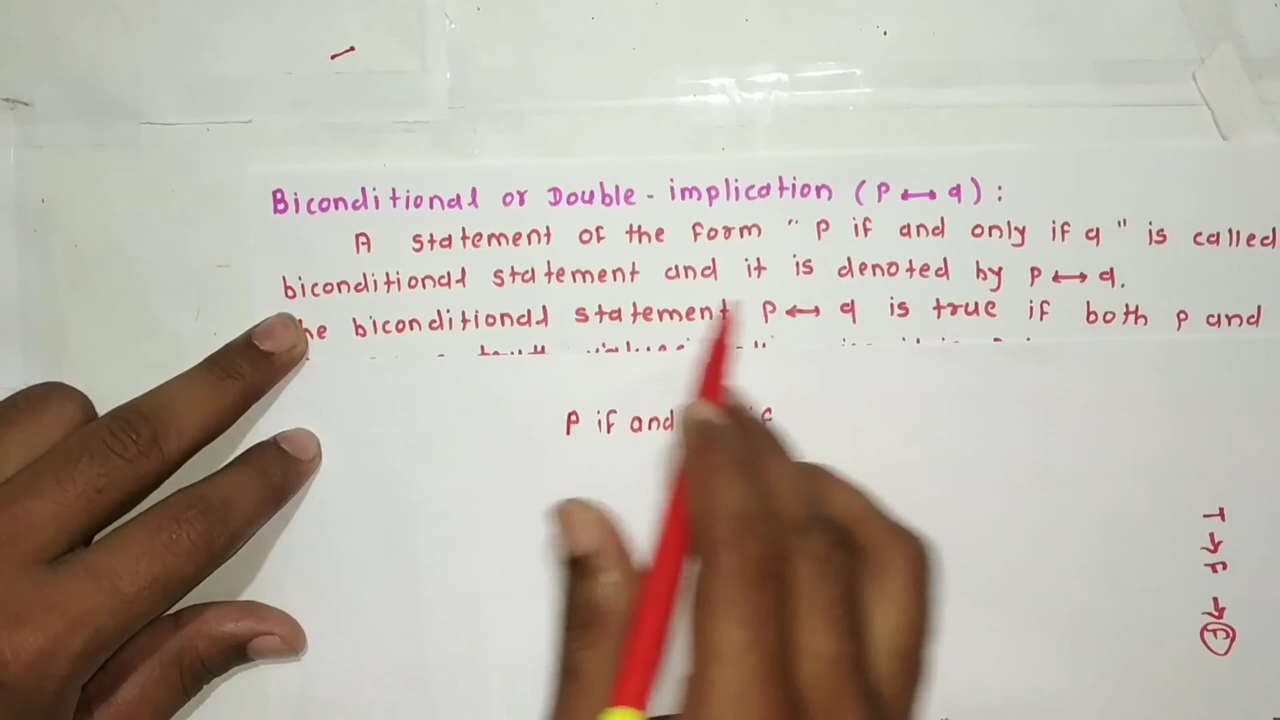 Biconditional or Double-implication (P ↔ q):
A statement of the form "P if and only if q" is called
biconditional statement and it is denoted by P ↔ q.
he biconditional statement P ↔ q is true if both P and
P if and if
T → F → F